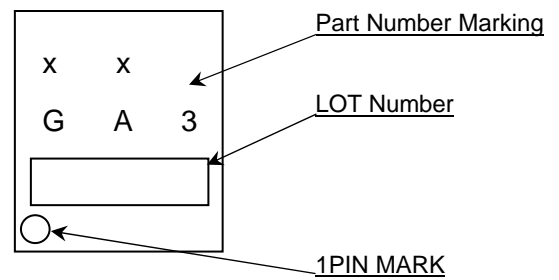 Part Number Marking
x x
G A 3
LOT Number
1PIN MARK